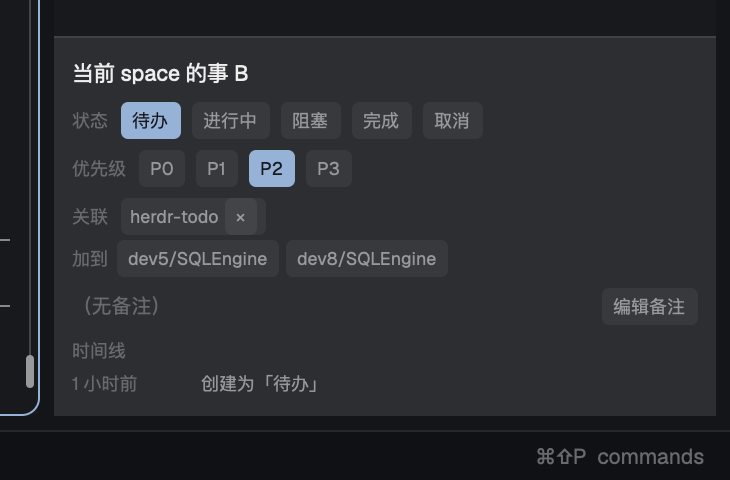 当前 space 的事 B
状态 待办 进行中 阻塞 完成 取消
优先级 P0 P1 P2 P3
关联 herdr-todo ×
加到 dev5/SQLEngine dev8/SQLEngine
（无备注） 编辑备注
时间线
1 小时前 创建为「待办」
⌘⇧P commands